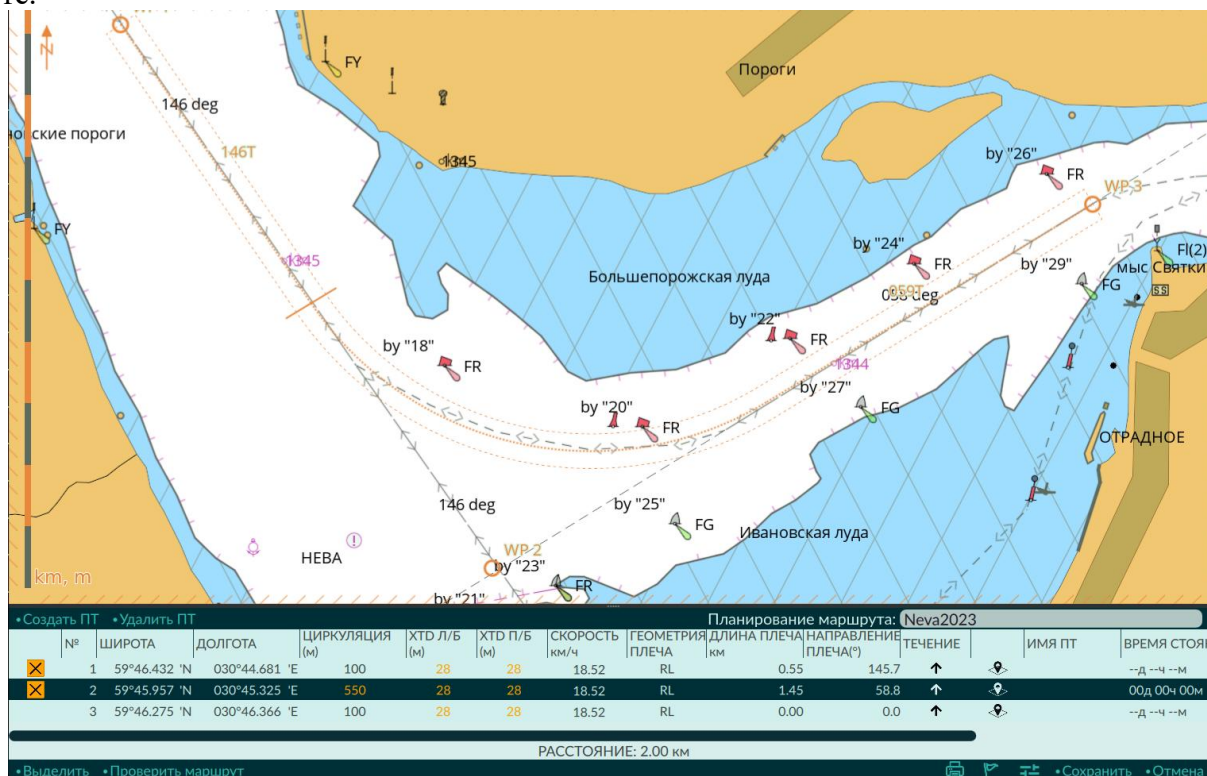 те.
N
FY
Пороги
146 deg
новские пороги
1345
146T
by "26"
FR
WP 3
FY
by "24"
1345
FR
by "29"
Fl(2)
Большепорожская луда
мыс Святки
059T
FG
SS
by "22"
by "18"
FR
FR
1344
by "27"
by "20"
FG
FR
ОТРАДНОЕ
146 deg
by "25"
FG
Ивановская луда
НЕВА
WP 2
by "23"
km, m
FR
by "21"
•Создать ПТ •Удалить ПТ Планирование маршрута: Neva2023
№ ШИРОТА ДОЛГОТА ЦИРКУЛЯЦИЯ (м) XTD Л/Б (м) XTD П/Б (м) СКОРОСТЬ км/ч ГЕОМЕТРИЯ ПЛЕЧА ДЛИНА ПЛЕЧА км НАПРАВЛЕНИЕ ПЛЕЧА(°) ТЕЧЕНИЕ ИМЯ ПТ ВРЕМЯ СТОЯ
1 59°46.432 'N 030°44.681 'E 100 28 28 18.52 RL 0.55 145.7 --д --ч --м
2 59°45.957 'N 030°45.325 'E 550 28 28 18.52 RL 1.45 58.8 00д 00ч 00м
3 59°46.275 'N 030°46.366 'E 100 28 28 18.52 RL 0.00 0.0 --д --ч --м
РАССТОЯНИЕ: 2.00 км
•Выделить •Проверить маршрут •Сохранить •Отмена